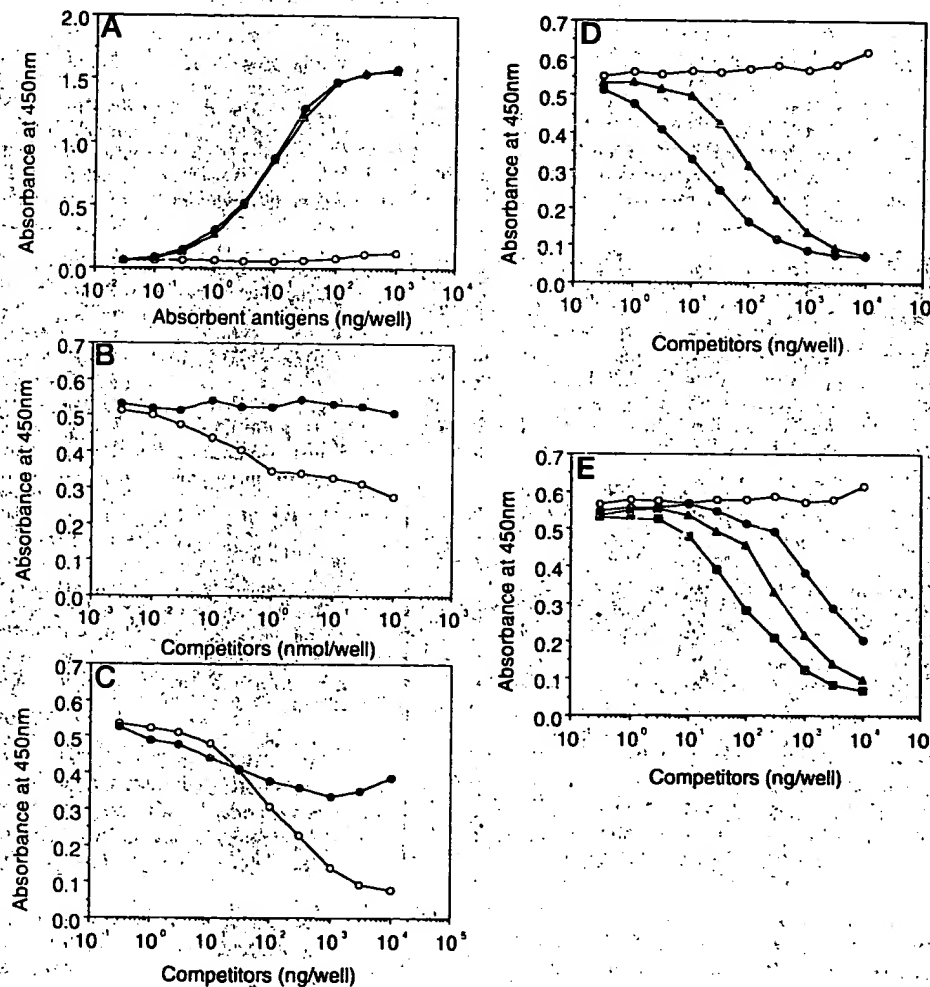 A
2.0
1.5
1.0
0.5
0.0
Absorbance at 450nm
10⁻² 10⁰ 10² 10³ 10⁴
Absorbent antigens (ng/well)
B
0.7
0.6
0.5
0.4
0.3
0.2
0.1
0.0
Absorbance at 450nm
10⁻³ 10⁻² 10⁰ 10² 10³
Competitors (nmol/well)
C
0.7
0.6
0.5
0.4
0.3
0.2
0.1
0.0
Absorbance at 450nm
10⁻¹ 10⁰ 10¹ 10² 10³ 10⁴ 10⁵
Competitors (ng/well)
D
0.7
0.6
0.5
0.4
0.3
0.2
0.1
0.0
Absorbance at 450nm
10⁻¹ 10⁰ 10¹ 10² 10³ 10⁴ 10
Competitors (ng/well)
E
0.7
0.6
0.5
0.4
0.3
0.2
0.1
0.0
Absorbance at 450nm
10⁻¹ 10⁰ 10¹ 10² 10³ 10⁴ 10⁵
Competitors (ng/well)